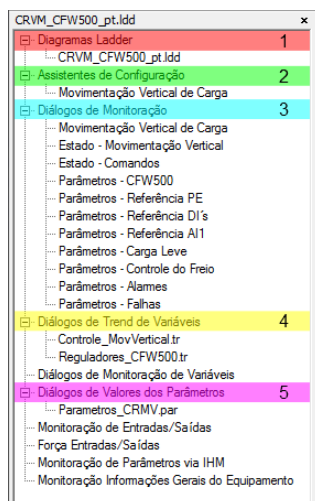 CRVM_CFW500_pt.ldd ×
Diagramas Ladder 1
CRVM_CFW500_pt.ldd
Assistentes de Configuração 2
Movimentação Vertical de Carga
Diálogos de Monitoração 3
Movimentação Vertical de Carga
Estado - Movimentação Vertical
Estado - Comandos
Parâmetros - CFW500
Parâmetros - Referência PE
Parâmetros - Referência DI´s
Parâmetros - Referência AI1
Parâmetros - Carga Leve
Parâmetros - Controle do Freio
Parâmetros - Alarmes
Parâmetros - Falhas
Diálogos de Trend de Variáveis 4
Controle_MovVertical.tr
Reguladores_CFW500.tr
Diálogos de Monitoração de Variáveis
Diálogos de Valores dos Parâmetros 5
Parametros_CRMV.par
Monitoração de Entradas/Saídas
Força Entradas/Saídas
Monitoração de Parâmetros via IHM
Monitoração Informações Gerais do Equipamento